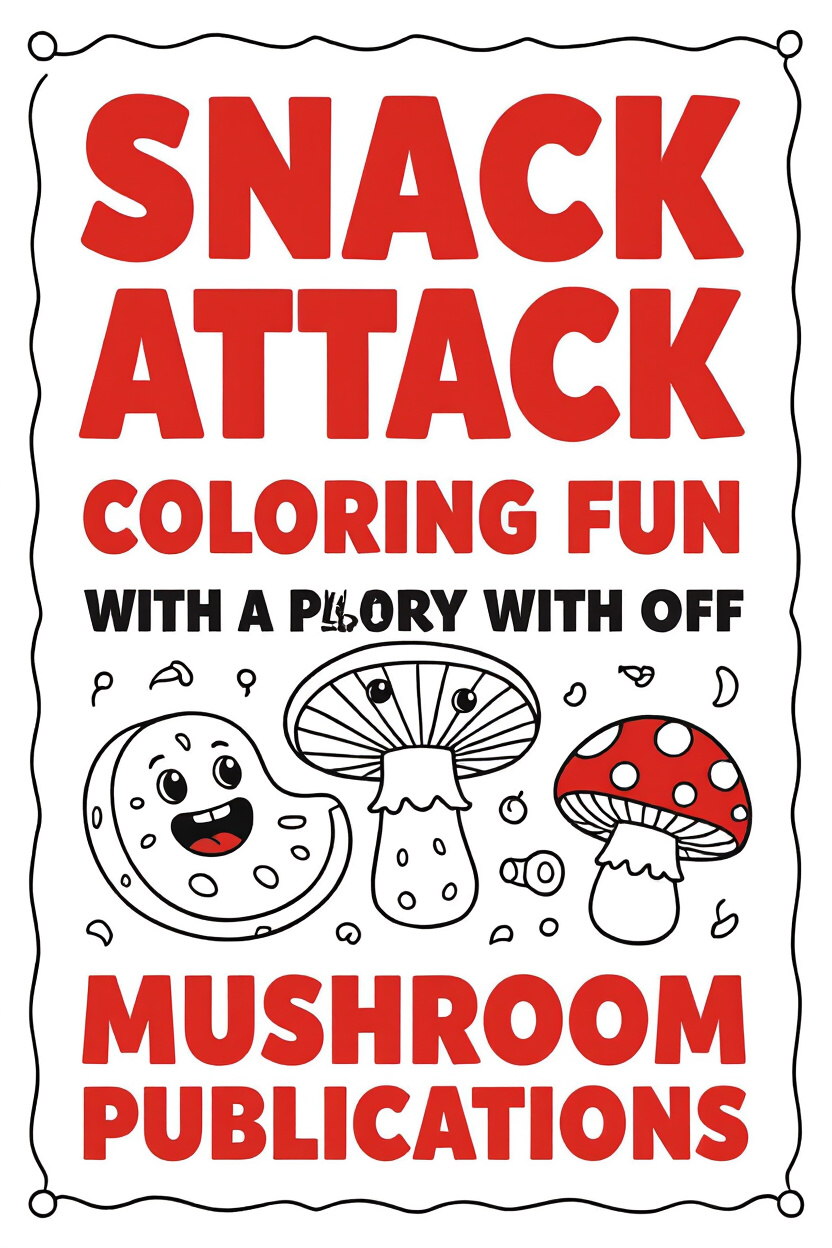 SNACK
ATTACK
COLORING FUN
WITH A WITH OFF
MUSHROOM
PUBLICATIONS